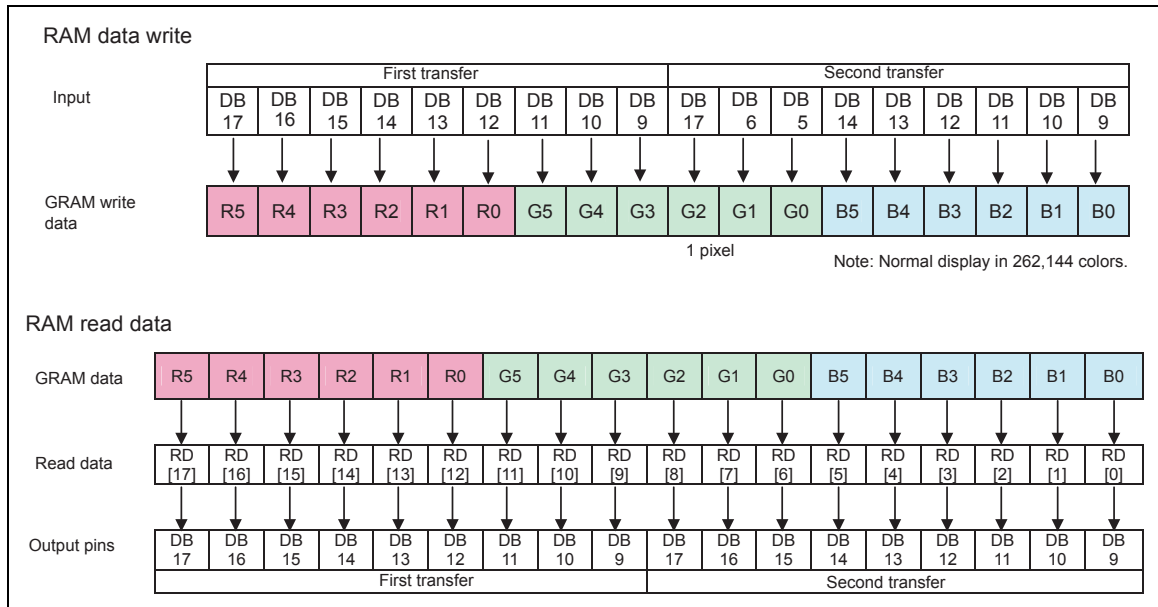 RAM data write
First transfer Second transfer
Input DB 17 DB 16 DB 15 DB 14 DB 13 DB 12 DB 11 DB 10 DB 9 DB 17 DB 6 DB 5 DB 14 DB 13 DB 12 DB 11 DB 10 DB 9
GRAM write data R5 R4 R3 R2 R1 R0 G5 G4 G3 G2 G1 G0 B5 B4 B3 B2 B1 B0
1 pixel
Note: Normal display in 262,144 colors.
RAM read data
GRAM data R5 R4 R3 R2 R1 R0 G5 G4 G3 G2 G1 G0 B5 B4 B3 B2 B1 B0
Read data RD [17] RD [16] RD [15] RD [14] RD [13] RD [12] RD [11] RD [10] RD [9] RD [8] RD [7] RD [6] RD [5] RD [4] RD [3] RD [2] RD [1] RD [0]
Output pins DB 17 DB 16 DB 15 DB 14 DB 13 DB 12 DB 11 DB 10 DB 9 DB 17 DB 16 DB 15 DB 14 DB 13 DB 12 DB 11 DB 10 DB 9
First transfer Second transfer